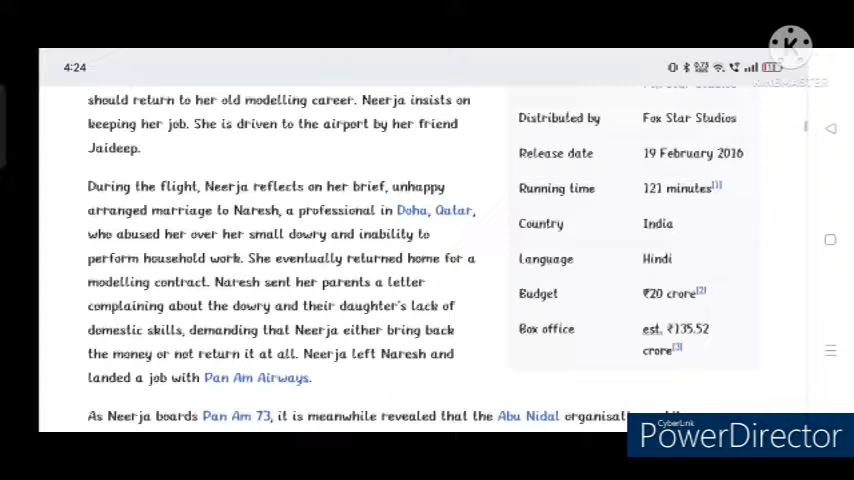 4:24
KINEMASTER
should return to her old modelling career. Neerja insists on
keeping her job. She is driven to the airport by her friend
Jaideep.
During the flight, Neerja reflects on her brief, unhappy
arranged marriage to Naresh, a professional in Doha, Qatar,
who abused her over her small dowry and inability to
perform household work. She eventually returned home for a
modelling contract. Naresh sent her parents a letter
complaining about the dowry and their daughter's lack of
domestic skills, demanding that Neerja either bring back
the money or not return it at all. Neerja left Naresh and
landed a job with Pan Am Airways.
As Neerja boards Pan Am 73, it is meanwhile revealed that the Abu Nidal
Distributed by Fox Star Studios
Release date 19 February 2016
Running time 121 minutes[1]
Country India
Language Hindi
Budget ₹20 crore[2]
Box office est. ₹135.52
crore[3]
CyberLink
PowerDirector